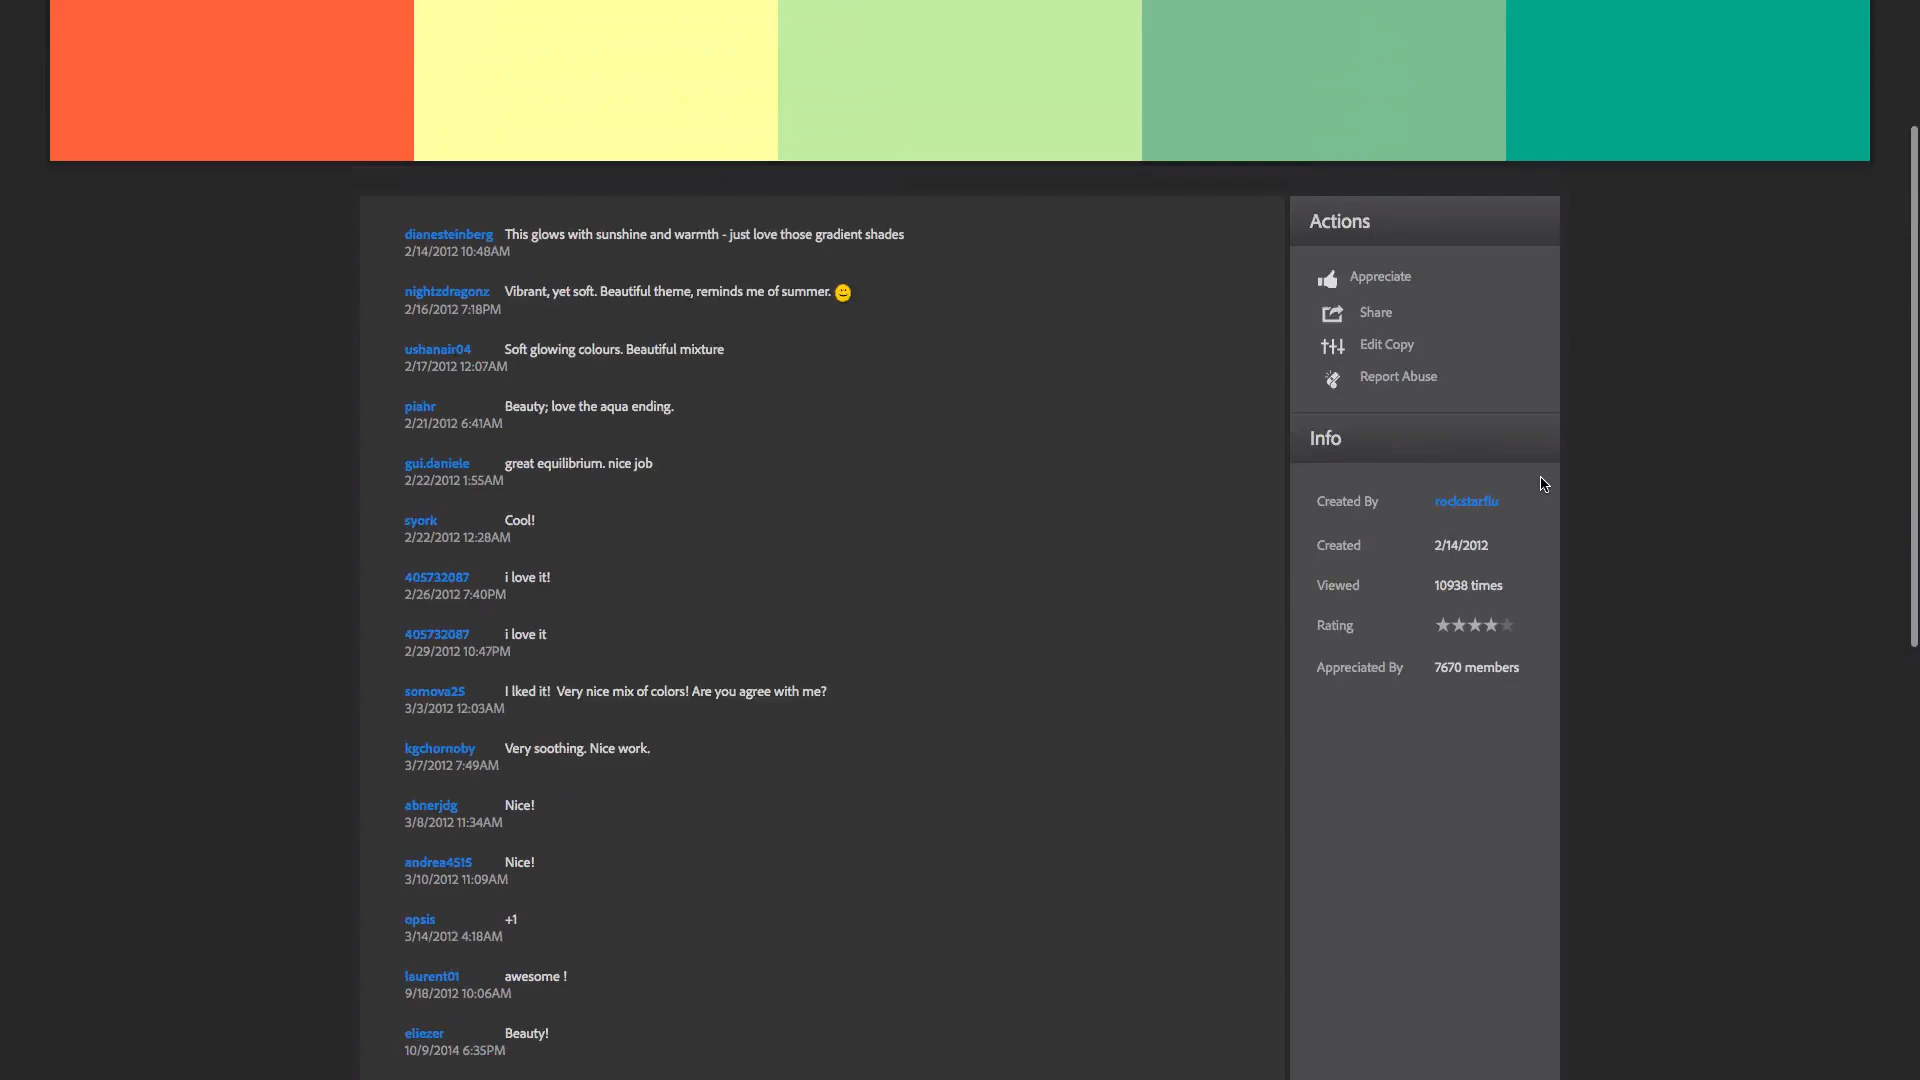 dianesteinberg This glows with sunshine and warmth - just love those gradient shades
2/14/2012 10:48AM
nightzdragonz Vibrant, yet soft. Beautiful theme, reminds me of summer.
2/16/2012 7:18PM
ushanair04 Soft glowing colours. Beautiful mixture
2/17/2012 12:07AM
piahr Beauty; love the aqua ending.
2/21/2012 6:41AM
gui.daniele great equilibrium. nice job
2/22/2012 1:55AM
syork Cool!
2/22/2012 12:28AM
405732087 i love it!
2/26/2012 7:40PM
405732087 i love it
2/29/2012 10:47PM
somova25 I lked it! Very nice mix of colors! Are you agree with me?
3/3/2012 12:03AM
kgchornoby Very soothing. Nice work.
3/7/2012 7:49AM
abnerjdg Nice!
3/8/2012 11:34AM
andrea4515 Nice!
3/10/2012 11:09AM
opsis +1
3/14/2012 4:18AM
laurent01 awesome !
9/18/2012 10:06AM
eliezer Beauty!
10/9/2014 6:35PM
Actions
Appreciate
Share
Edit Copy
Report Abuse
Info
Created By rockstarflu
Created 2/14/2012
Viewed 10938 times
Rating
Appreciated By 7670 members